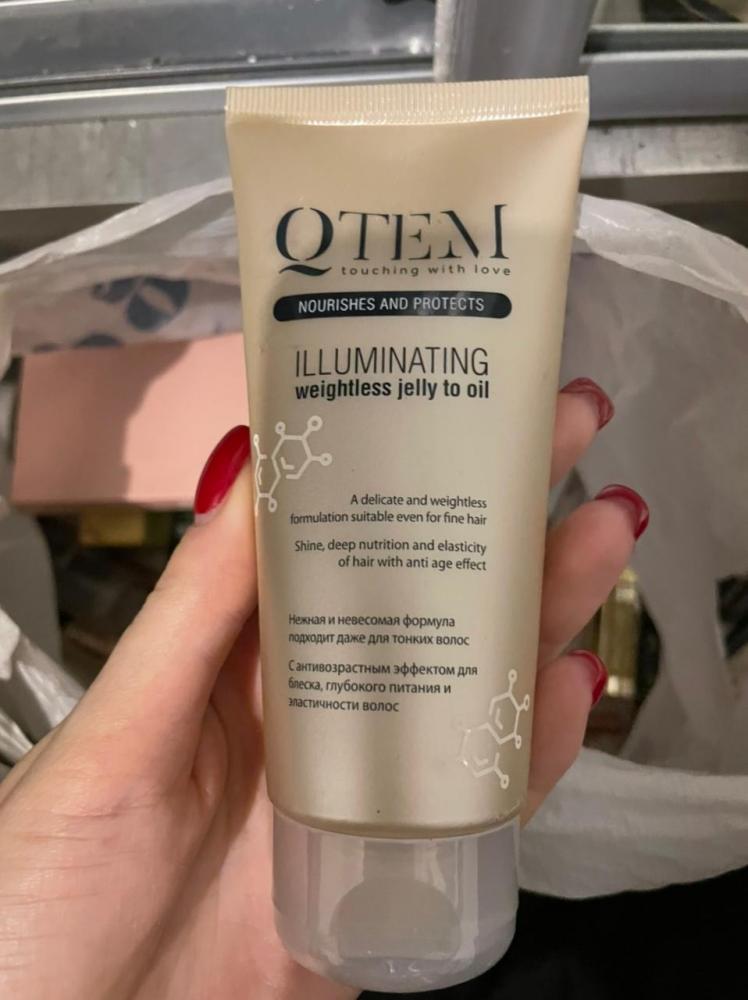 QTEM
touching with love
NOURISHES AND PROTECTS
ILLUMINATING
weightless jelly to oil
A delicate and weightless
formulation suitable even for fine hair
Shine, deep nutrition and elasticity
of hair with anti age effect
Нежная и невесомая формула
подходит даже для тонких волос
С антивозрастным эффектом для
блеска, глубокого питания и
эластичности волос